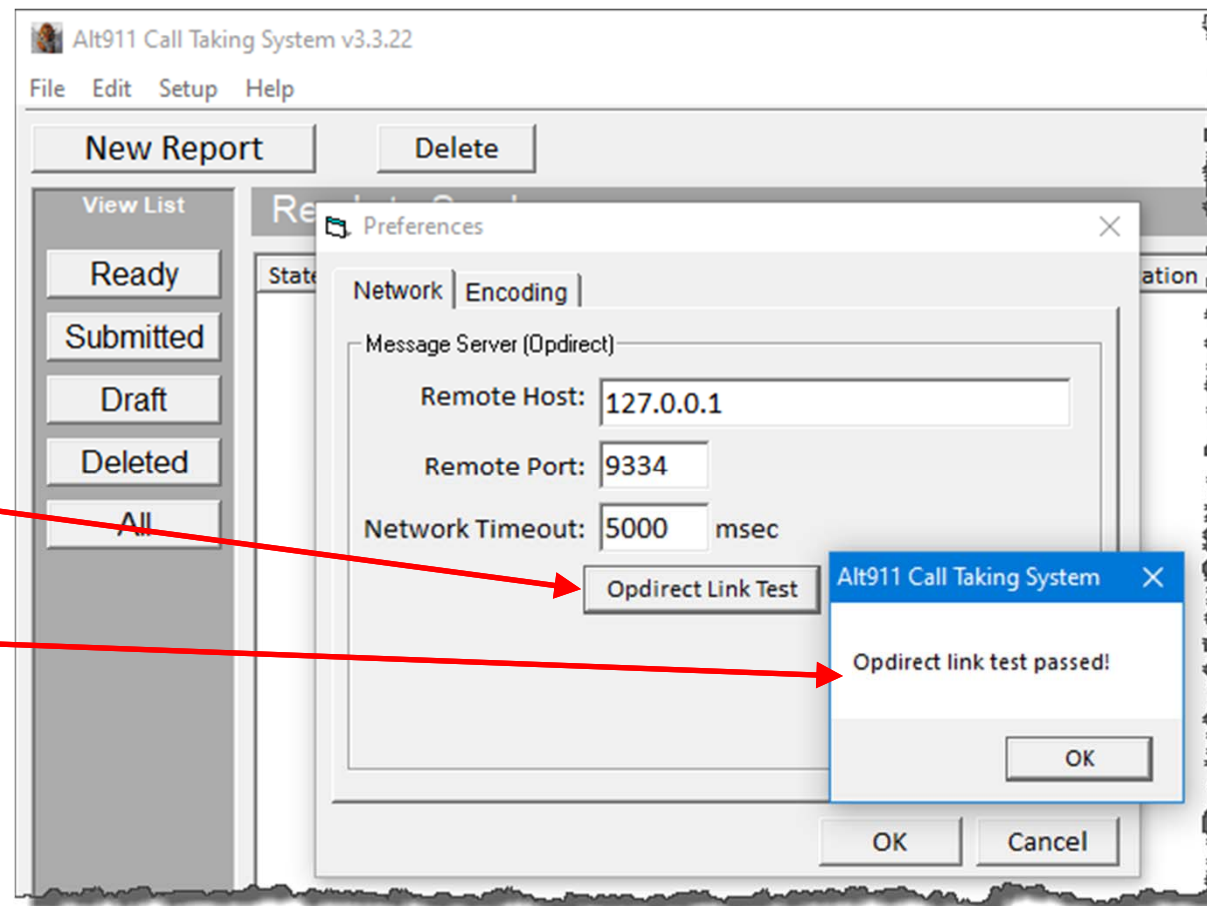 Alt911 Call Taking System v3.3.22
File Edit Setup Help
New Report Delete
View List
Ready
Submitted
Draft
Deleted
All
State
ation
Preferences
Network Encoding
Message Server (Opdirect)
Remote Host: 127.0.0.1
Remote Port: 9334
Network Timeout: 5000 msec
Opdirect Link Test
Alt911 Call Taking System
Opdirect link test passed!
OK
OK Cancel